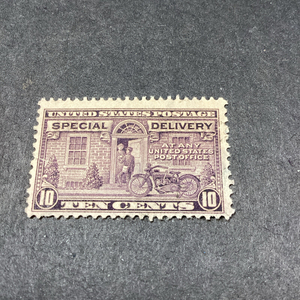 UNITED STATES POSTAGE
SPECIAL DELIVERY
AT ANY
UNITED STATES
POST OFFICE
10 TEN CENTS 10